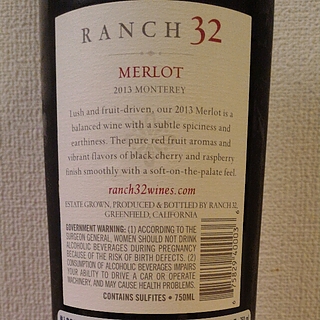 RANCH 32
MERLOT
2013 MONTEREY
Lush and fruit-driven, our 2013 Merlot is a
balanced wine with a subtle spiciness and
earthiness. The pure red fruit aromas and
vibrant flavors of black cherry and raspberry
finish smoothly with a soft-on-the-palate feel.
ranch32wines.com
ESTATE GROWN, PRODUCED & BOTTLED BY RANCH 32,
GREENFIELD, CALIFORNIA
GOVERNMENT WARNING: (1) ACCORDING TO THE
SURGEON GENERAL, WOMEN SHOULD NOT DRINK
ALCOHOLIC BEVERAGES DURING PREGNANCY
BECAUSE OF THE RISK OF BIRTH DEFECTS. (2)
CONSUMPTION OF ALCOHOLIC BEVERAGES IMPAIRS
YOUR ABILITY TO DRIVE A CAR OR OPERATE
MACHINERY, AND MAY CAUSE HEALTH PROBLEMS.
CONTAINS SULFITES • 750ML